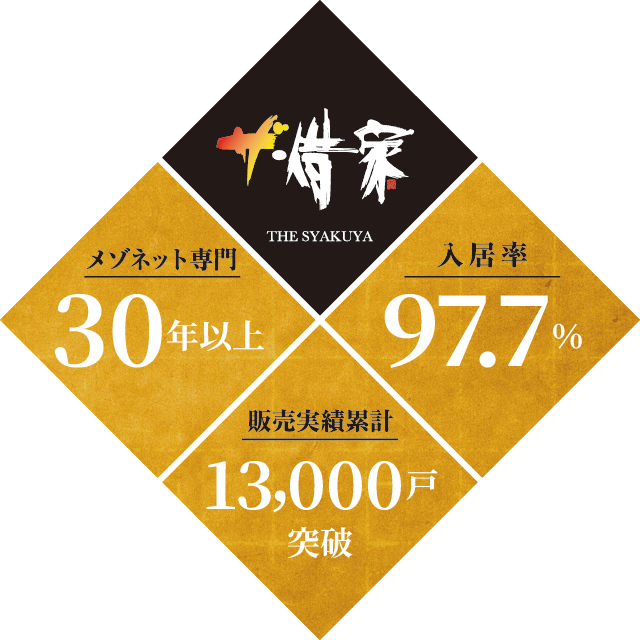 ザ・借家
THE SYAKUYA
メゾネット専門
30年以上
入居率
97.7%
販売実績累計
13,000戸
突破